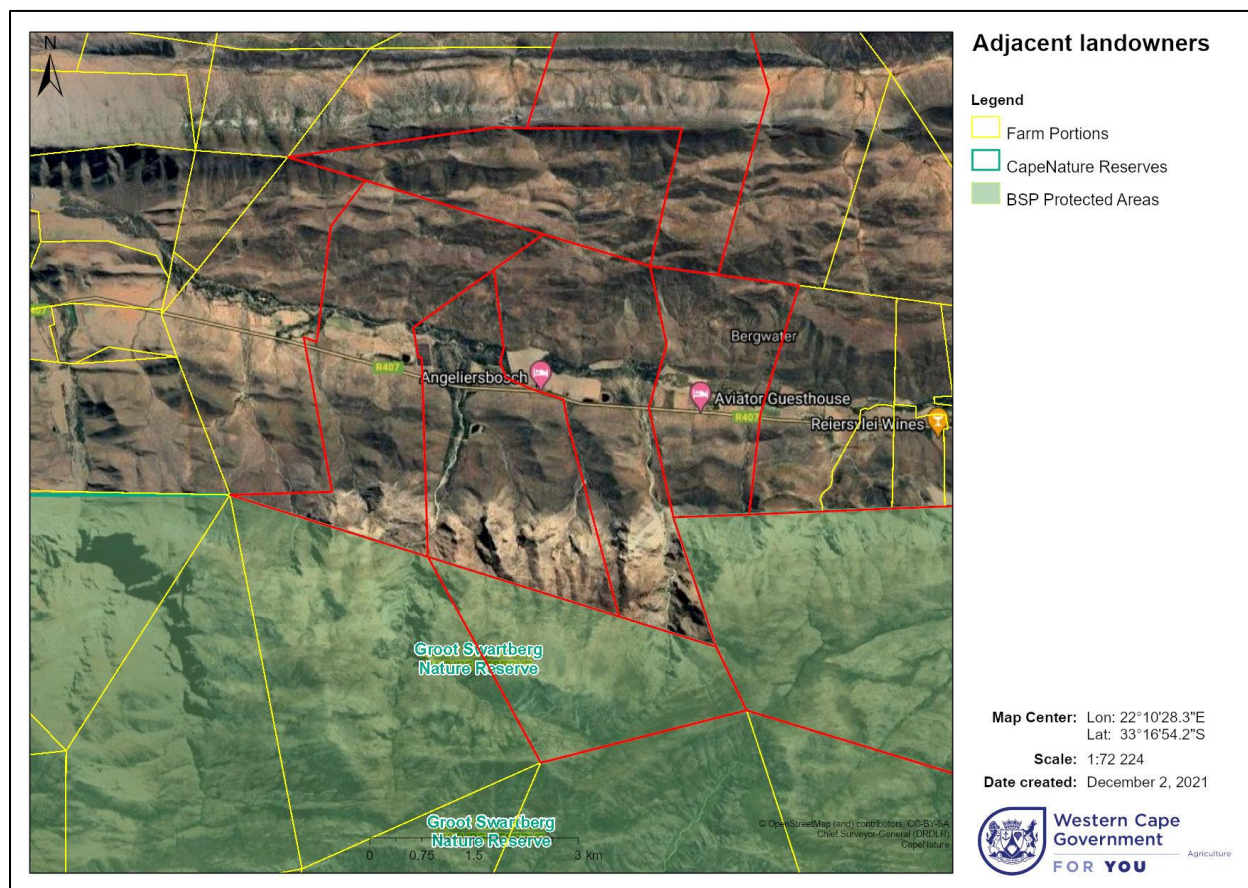 Adjacent landowners
Legend
Farm Portions
CapeNature Reserves
BSP Protected Areas
N
Bergwater
R407
R407
Angeliersbosch
Aviator Guesthouse
R407
Reiersvlei Wines
Groot Swartberg
Nature Reserve
Groot Swartberg
Nature Reserve
0 0.75 1.5 3 km
© OpenStreetMap (and) contributors, CC-BY-SA
Chief Surveyor-General (DRDLR)
CapeNature
Map Center: Lon: 22°10'28.3"E
Lat: 33°16'54.2"S
Scale: 1:72 224
Date created: December 2, 2021
Western Cape
Government
Agriculture
FOR YOU